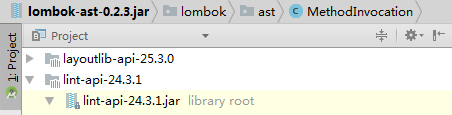 lombok-ast-0.2.3.jar lombok ast MethodInvocation
1: Project
Project
layoutlib-api-25.3.0
lint-api-24.3.1
lint-api-24.3.1.jar library root